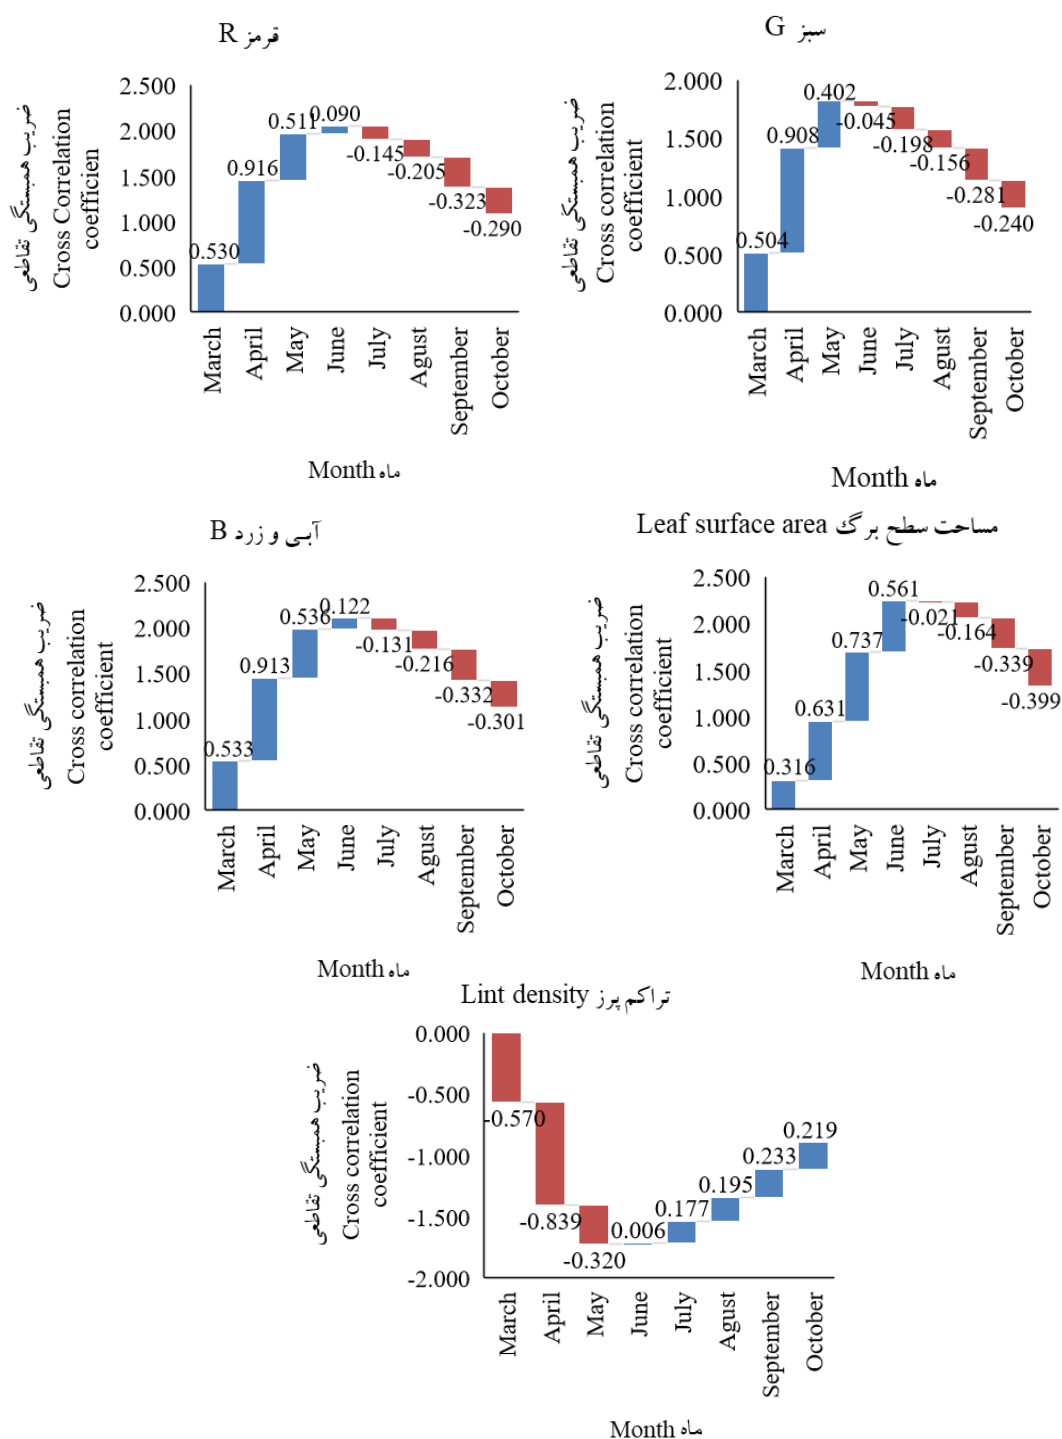 قرمز R
ضریب همبستگی تقاطعی
Cross Correlation
coefficien
2.500
2.000
1.500
1.000
0.500
0.000
0.530
0.916
0.511
0.090
-0.145
-0.205
-0.323
-0.290
March
April
May
June
July
Agust
September
October
Month ماه
سبز G
ضریب همبستگی تقاطعی
Cross correlation
coefficient
2.000
1.500
1.000
0.500
0.000
0.504
0.908
0.402
-0.045
-0.198
-0.156
-0.281
-0.240
March
April
May
June
July
Agust
September
October
Month ماه
آبی و زرد B
ضریب همبستگی تقاطعی
Cross correlation
coefficient
2.500
2.000
1.500
1.000
0.500
0.000
0.533
0.913
0.536
0.122
-0.131
-0.216
-0.332
-0.301
March
April
May
June
July
Agust
September
October
Month ماه
مساحت سطح برگ Leaf surface area
ضریب همبستگی تقاطعی
Cross correlation
coefficient
2.500
2.000
1.500
1.000
0.500
0.000
0.316
0.631
0.737
0.561
-0.021
-0.164
-0.339
-0.399
March
April
May
June
July
Agust
September
October
Month ماه
تراکم پرز Lint density
ضریب همبستگی تقاطعی
Cross correlation
coefficient
0.000
-0.500
-1.000
-1.500
-2.000
-0.570
-0.839
-0.320
0.006
0.177
0.195
0.233
0.219
March
April
May
June
July
Agust
September
October
Month ماه